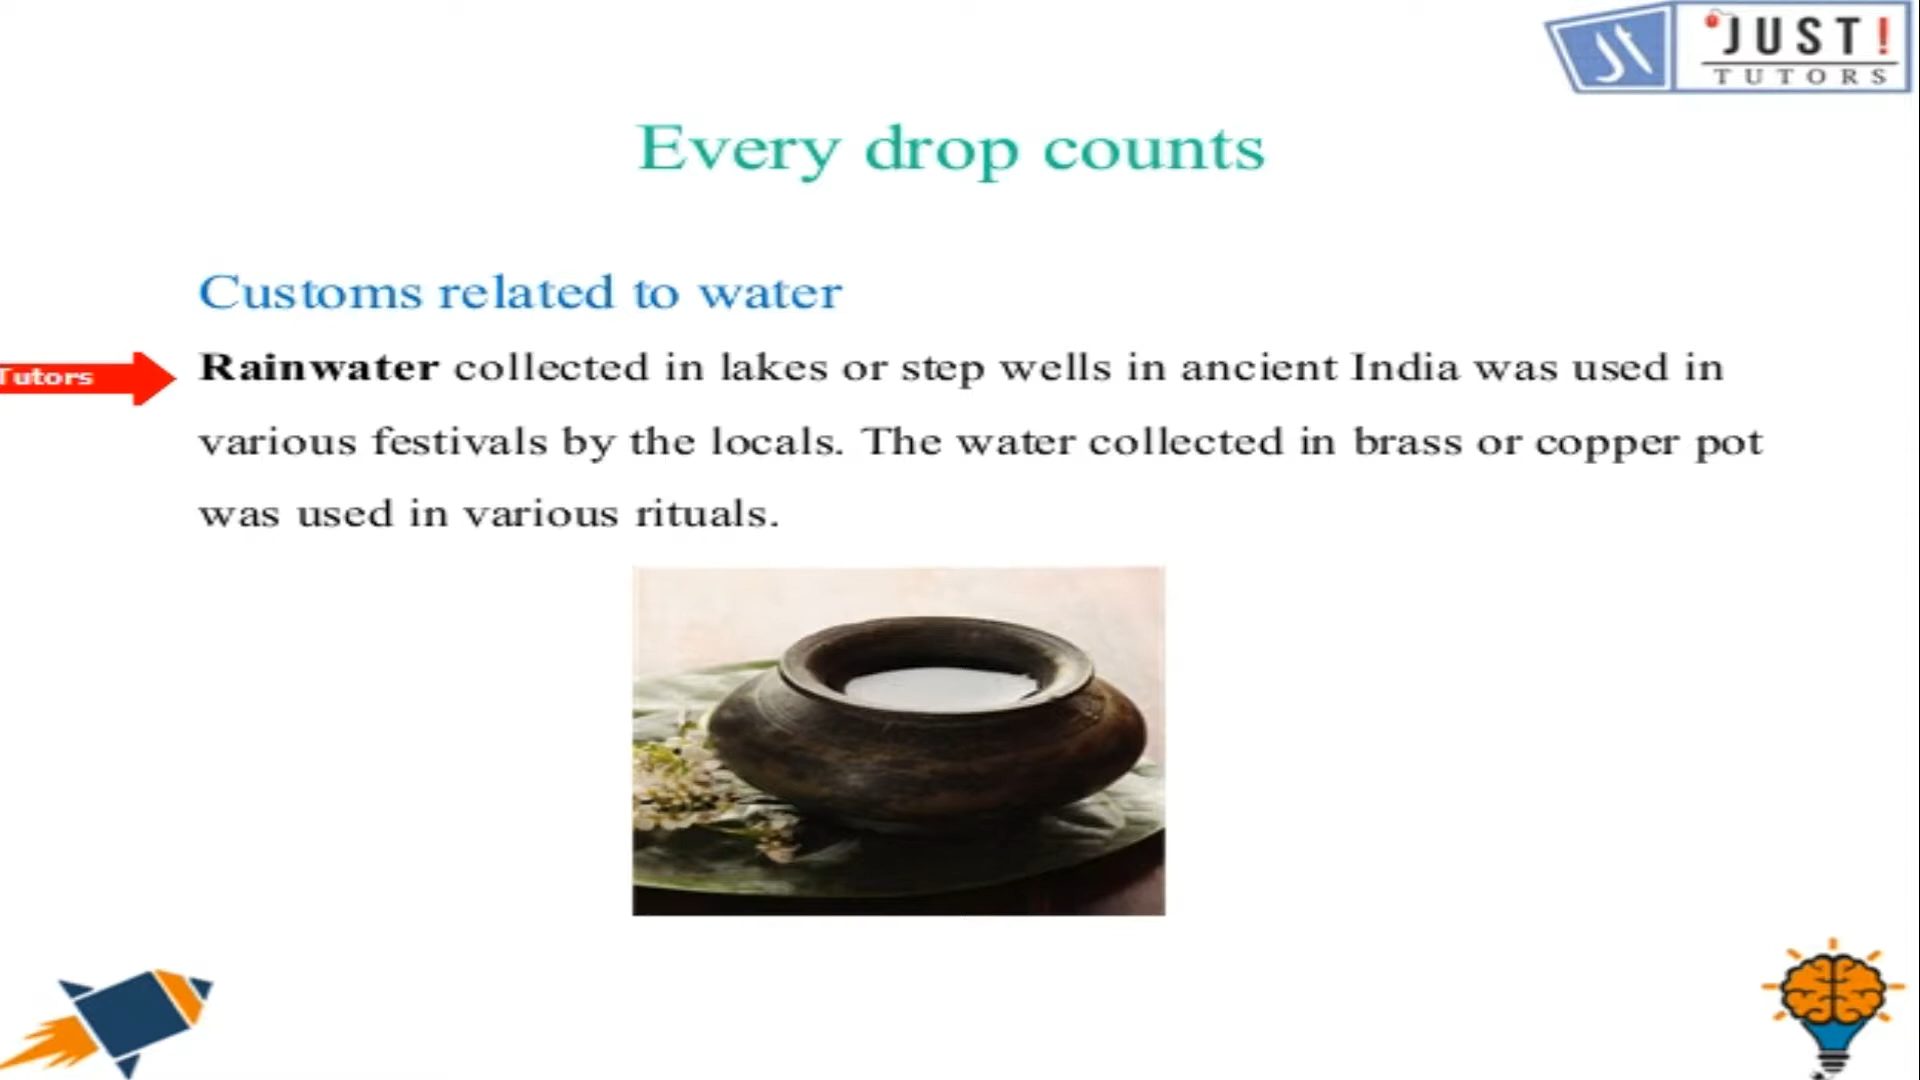 JUST!
TUTORS
Every drop counts
Customs related to water
Tutors
Rainwater collected in lakes or step wells in ancient India was used in
various festivals by the locals. The water collected in brass or copper pot
was used in various rituals.